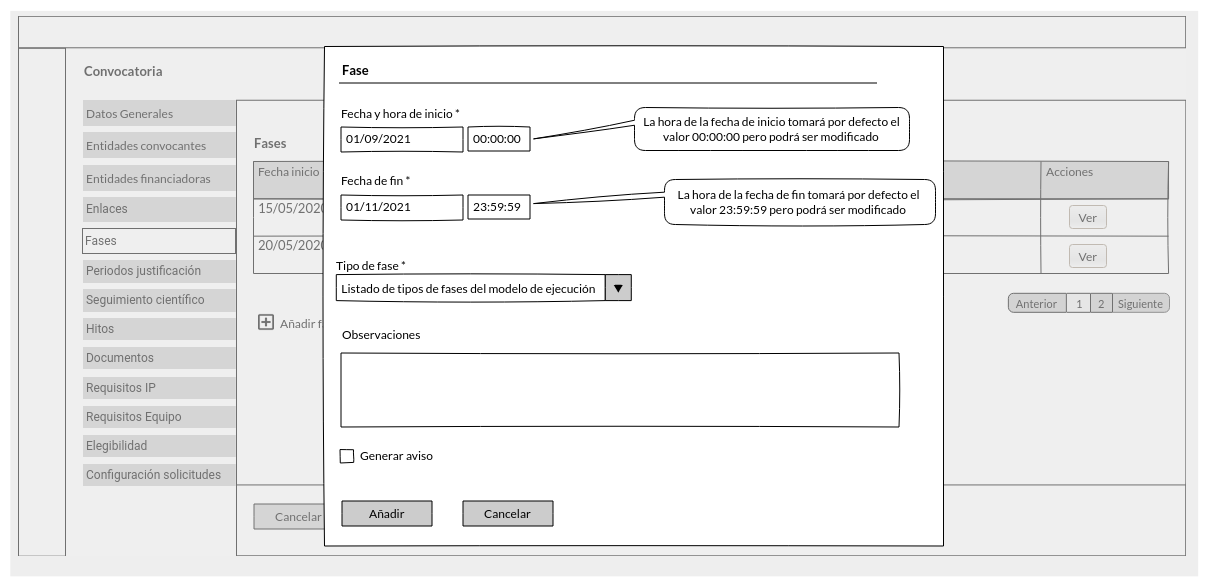 Convocatoria
Datos Generales
Entidades convocantes
Entidades financiadoras
Enlaces
Fases
Periodos justificación
Seguimiento científico
Hitos
Documentos
Requisitos IP
Requisitos Equipo
Elegibilidad
Configuración solicitudes
Fases
Fecha inicio
Acciones
15/05/2020
Ver
20/05/2020
Ver
Anterior 1 2 Siguiente
Añadir f
Cancelar
Fase
Fecha y hora de inicio *
01/09/2021 00:00:00
La hora de la fecha de inicio tomará por defecto el
valor 00:00:00 pero podrá ser modificado
Fecha de fin *
01/11/2021 23:59:59
La hora de la fecha de fin tomará por defecto el
valor 23:59:59 pero podrá ser modificado
Tipo de fase *
Listado de tipos de fases del modelo de ejecución
Observaciones
Generar aviso
Añadir
Cancelar